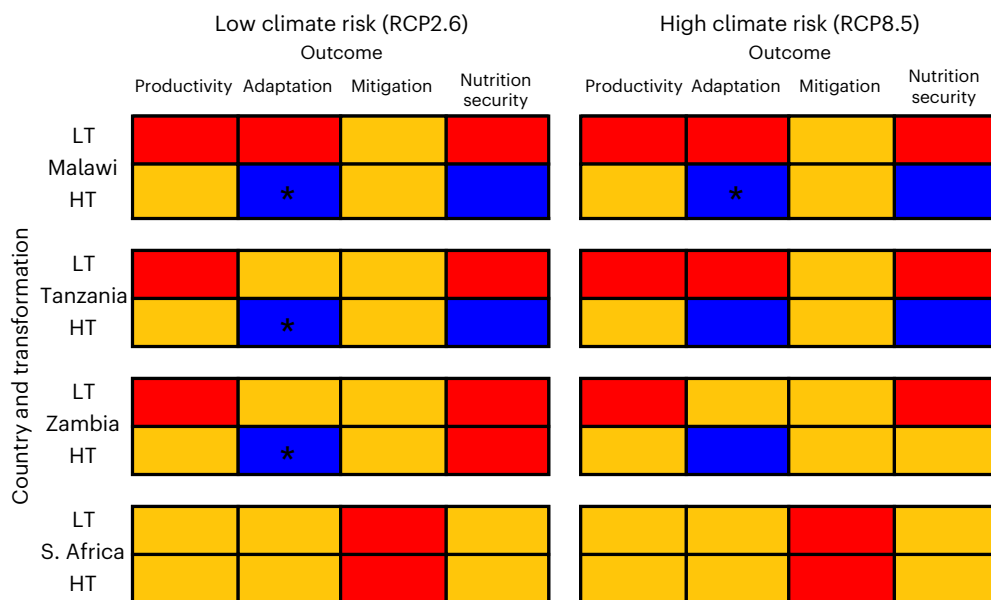 Low climate risk (RCP2.6)
Outcome
Productivity Adaptation Mitigation Nutrition
security
High climate risk (RCP8.5)
Outcome
Productivity Adaptation Mitigation Nutrition
security
Country and transformation
LT
Malawi
HT
*
*
LT
Tanzania
HT
*
LT
Zambia
HT
*
LT
S. Africa
HT